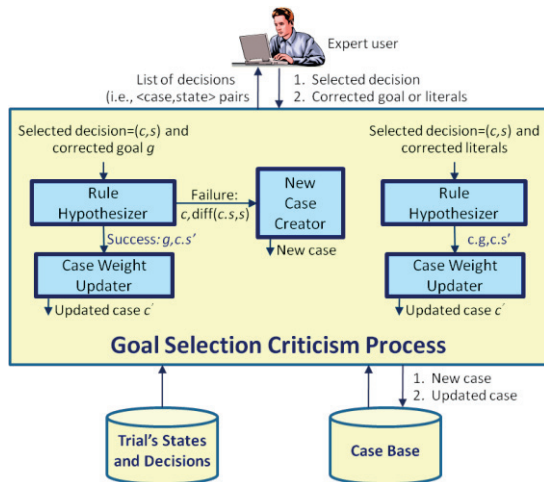 Expert user
List of decisions
(i.e., <case,state> pairs
1. Selected decision
2. Corrected goal or literals
Selected decision=(c,s) and
corrected goal g
Rule
Hypothesizer
Failure:
c,diff(c.s,s)
New
Case
Creator
New case
Success: g,c.s’
Case Weight
Updater
Updated case c´
Selected decision=(c,s) and
corrected literals
Rule
Hypothesizer
c.g,c.s’
Case Weight
Updater
Updated case c´
Goal Selection Criticism Process
1. New case
2. Updated case
Trial’s States
and Decisions
Case Base